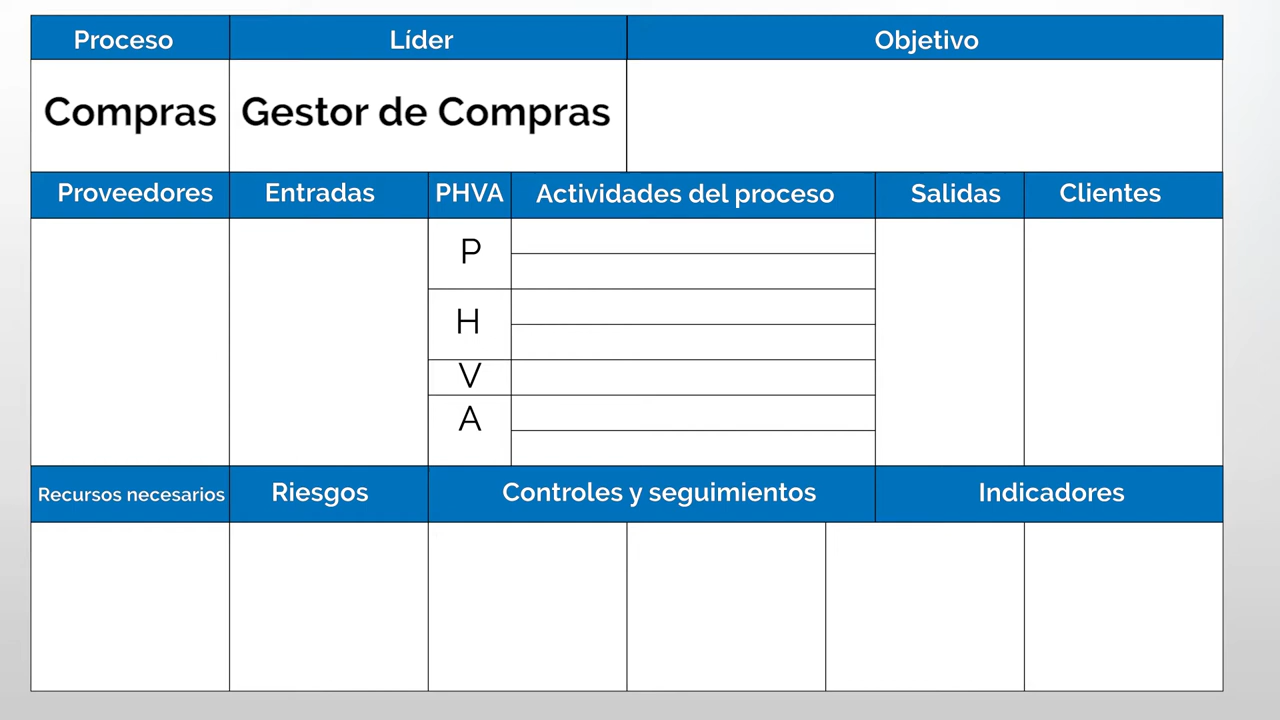 Proceso
Líder
Objetivo
Compras
Gestor de Compras
Proveedores
Entradas
PHVA
Actividades del proceso
Salidas
Clientes
P
H
V
A
Recursos necesarios
Riesgos
Controles y seguimientos
Indicadores